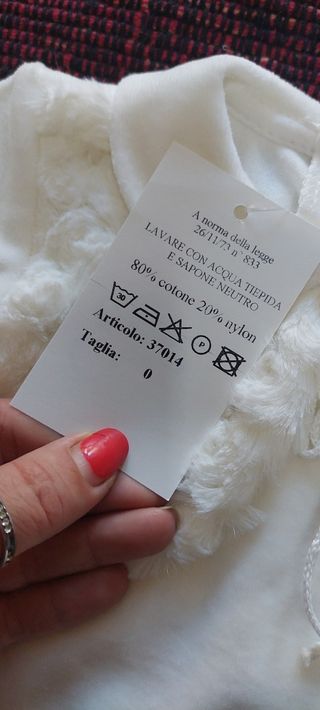 A norma della legge
26/11/73 n° 833
LAVARE CON ACQUA TIEPIDA
E SAPONE NEUTRO
80% cotone 20% nylon
30 P
Articolo: 37014
Taglia: 0